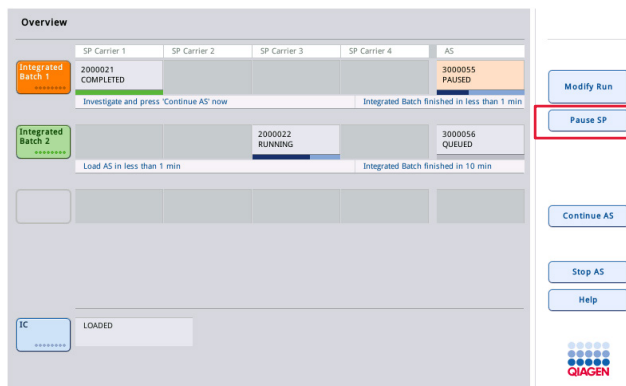 Overview
SP Carrier 1 SP Carrier 2 SP Carrier 3 SP Carrier 4 AS
Integrated
Batch 1
2000021
COMPLETED
3000055
PAUSED
Investigate and press 'Continue AS' now
Integrated Batch finished in less than 1 min
Integrated
Batch 2
2000022
RUNNING
3000056
QUEUED
Load AS in less than 1 min
Integrated Batch finished in 10 min
IC
LOADED
Modify Run
Pause SP
Continue AS
Stop AS
Help
QIAGEN